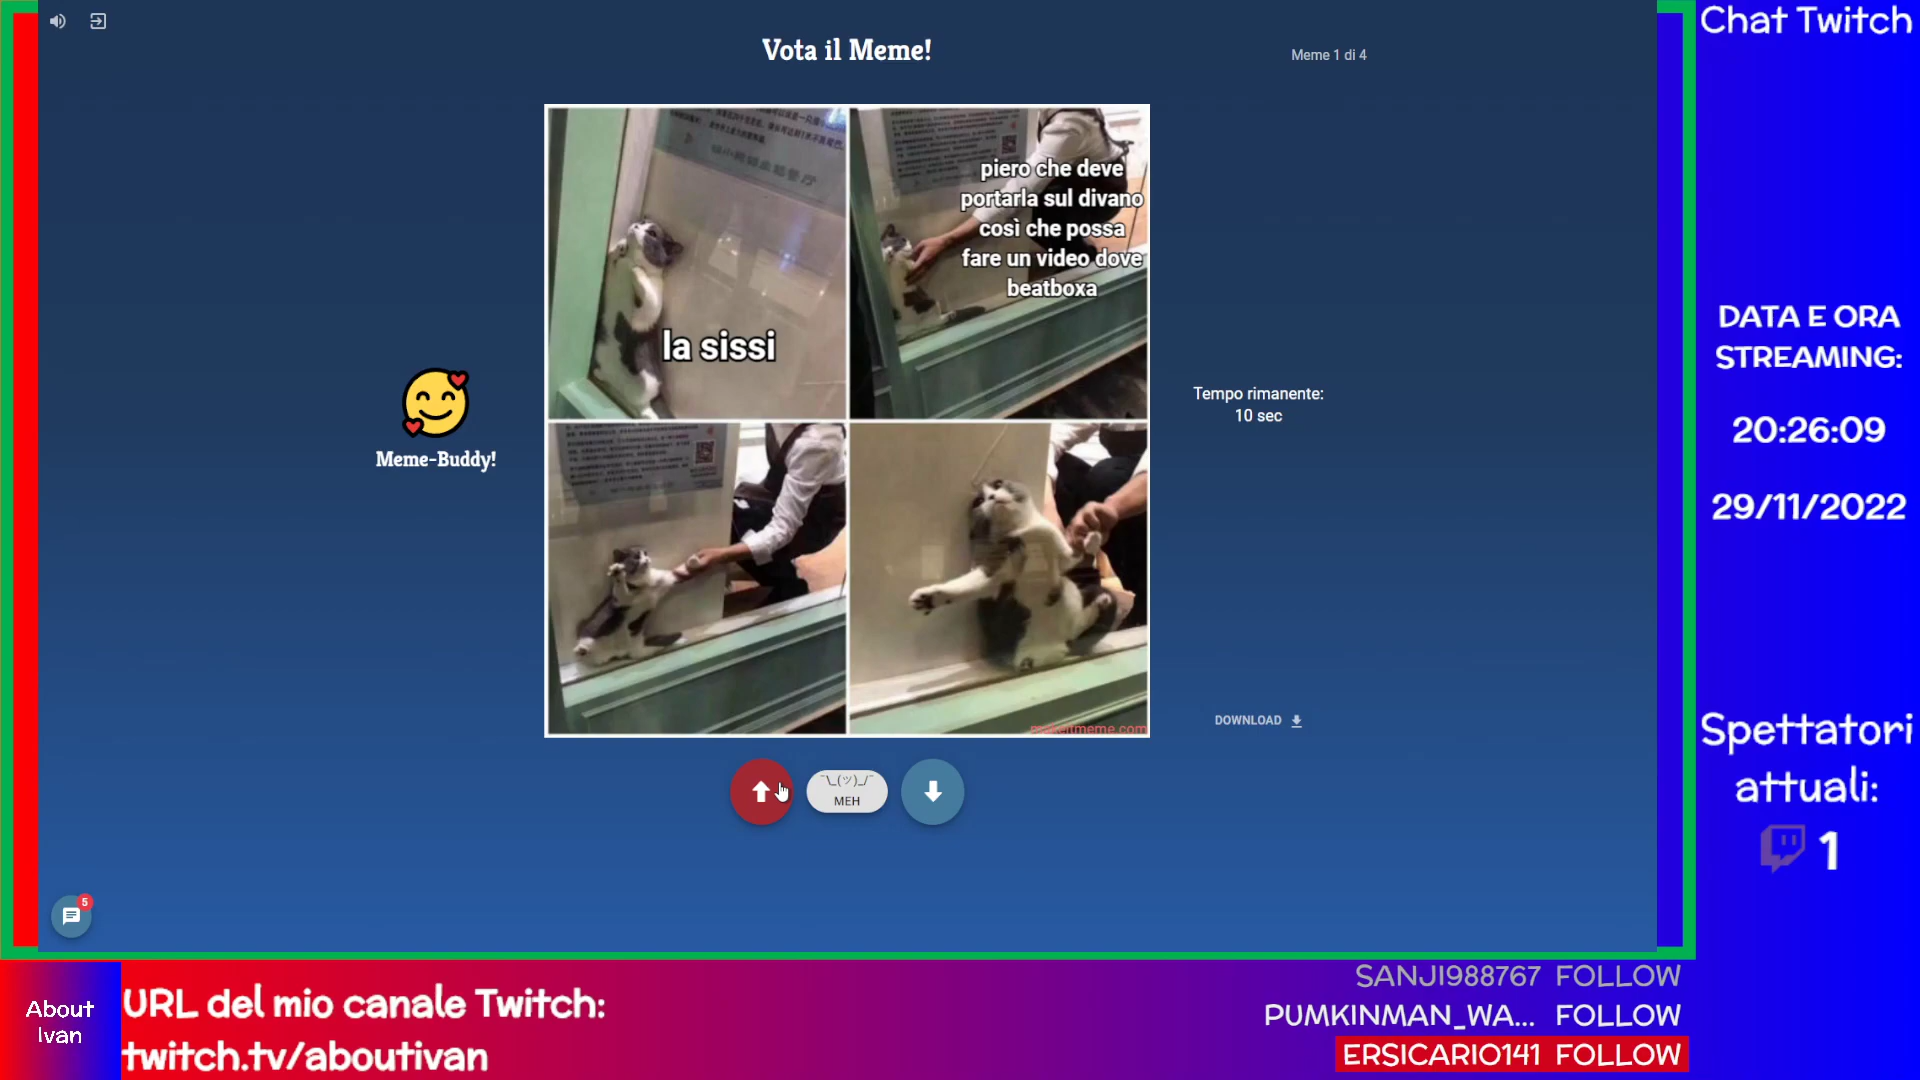 Vota il Meme!
Meme 1 di 4
Chat Twitch
piero che deve
portarla sul divano
così che possa
fare un video dove
beatboxa
la sissi
DATA E ORA
STREAMING:
20:26:09
29/11/2022
Tempo rimanente:
10 sec
Meme-Buddy!
DOWNLOAD
makeitmeme.com
¯\_(ツ)_/¯
MEH
Spettatori
attuali:
1
5
About
Ivan
URL del mio canale Twitch:
twitch.tv/aboutivan
SANJI988767 FOLLOW
PUMKINMAN_WA... FOLLOW
ERSICARIO141 FOLLOW